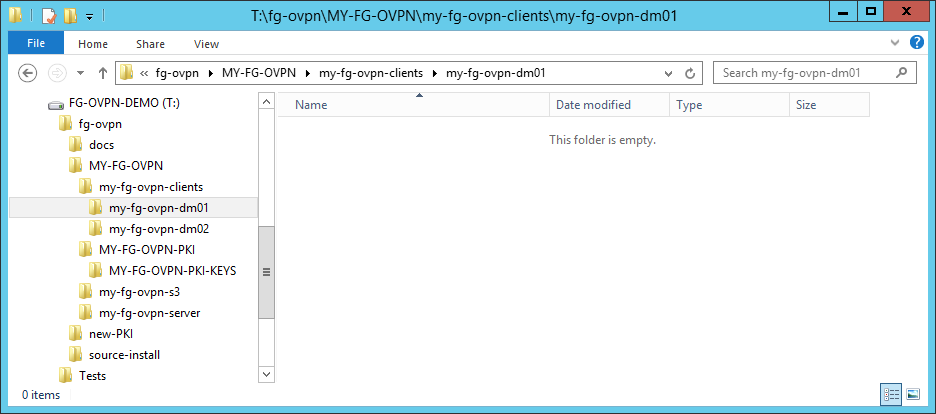 T:\fg-ovpn\MY-FG-OVPN\my-fg-ovpn-clients\my-fg-ovpn-dm01
File Home Share View
« fg-ovpn MY-FG-OVPN my-fg-ovpn-clients my-fg-ovpn-dm01 Search my-fg-ovpn-dm01
Name Date modified Type Size
This folder is empty.
FG-OVPN-DEMO (T:)
fg-ovpn
docs
MY-FG-OVPN
my-fg-ovpn-clients
my-fg-ovpn-dm01
my-fg-ovpn-dm02
MY-FG-OVPN-PKI
MY-FG-OVPN-PKI-KEYS
my-fg-ovpn-s3
my-fg-ovpn-server
new-PKI
source-install
Tests
0 items